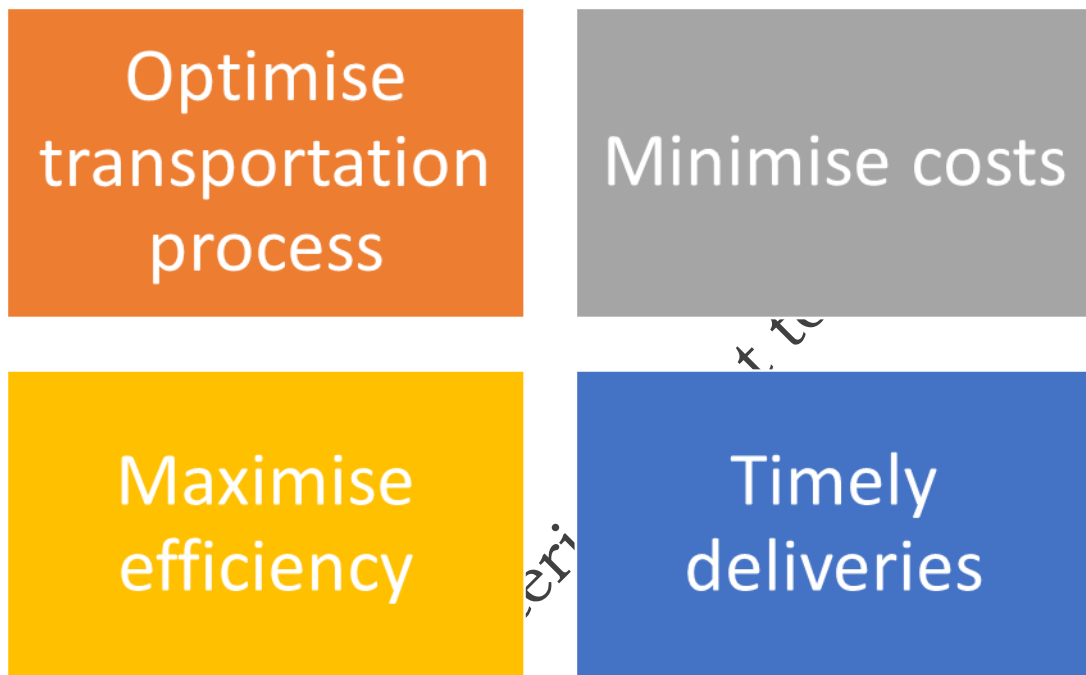 Optimise
transportation
process
Minimise costs
Maximise
efficiency
Timely
deliveries